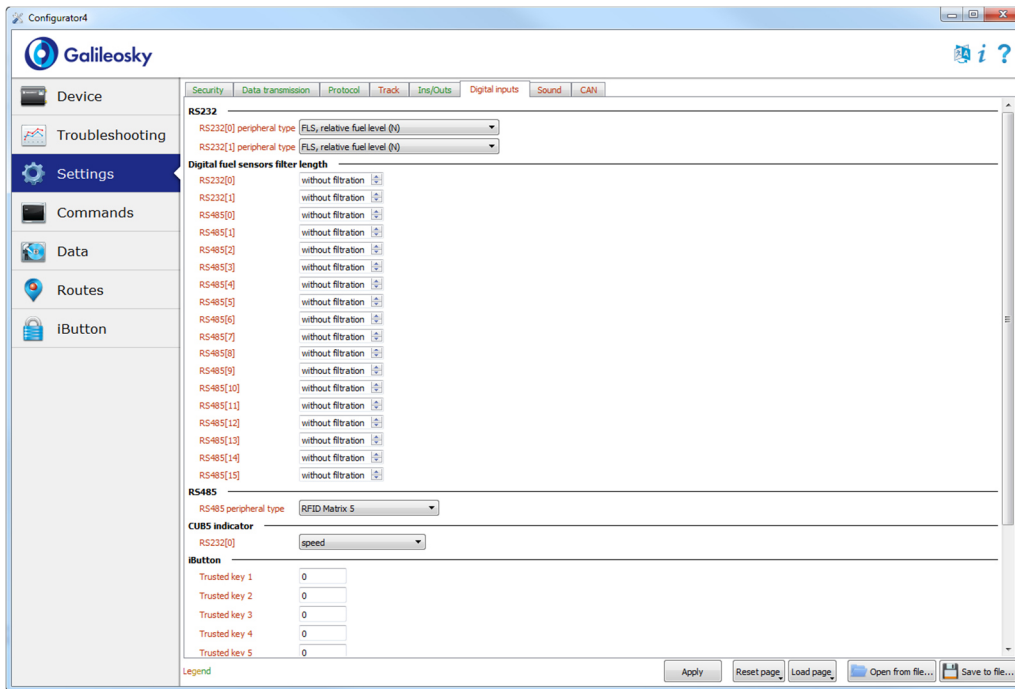 Configurator4
Galileosky
Device
Troubleshooting
Settings
Commands
Data
Routes
iButton
Security Data transmission Protocol Track Ins/Outs Digital inputs Sound CAN
RS232
RS232[0] peripheral type FLS, relative fuel level (N)
RS232[1] peripheral type FLS, relative fuel level (N)
Digital fuel sensors filter length
RS232[0] without filtration
RS232[1] without filtration
RS485[0] without filtration
RS485[1] without filtration
RS485[2] without filtration
RS485[3] without filtration
RS485[4] without filtration
RS485[5] without filtration
RS485[6] without filtration
RS485[7] without filtration
RS485[8] without filtration
RS485[9] without filtration
RS485[10] without filtration
RS485[11] without filtration
RS485[12] without filtration
RS485[13] without filtration
RS485[14] without filtration
RS485[15] without filtration
RS485
RS485 peripheral type RFID Matrix 5
CUB5 indicator
RS232[0] speed
iButton
Trusted key 1 0
Trusted key 2 0
Trusted key 3 0
Trusted key 4 0
Trusted key 5 0
Legend Apply Reset page Load page Open from file... Save to file...